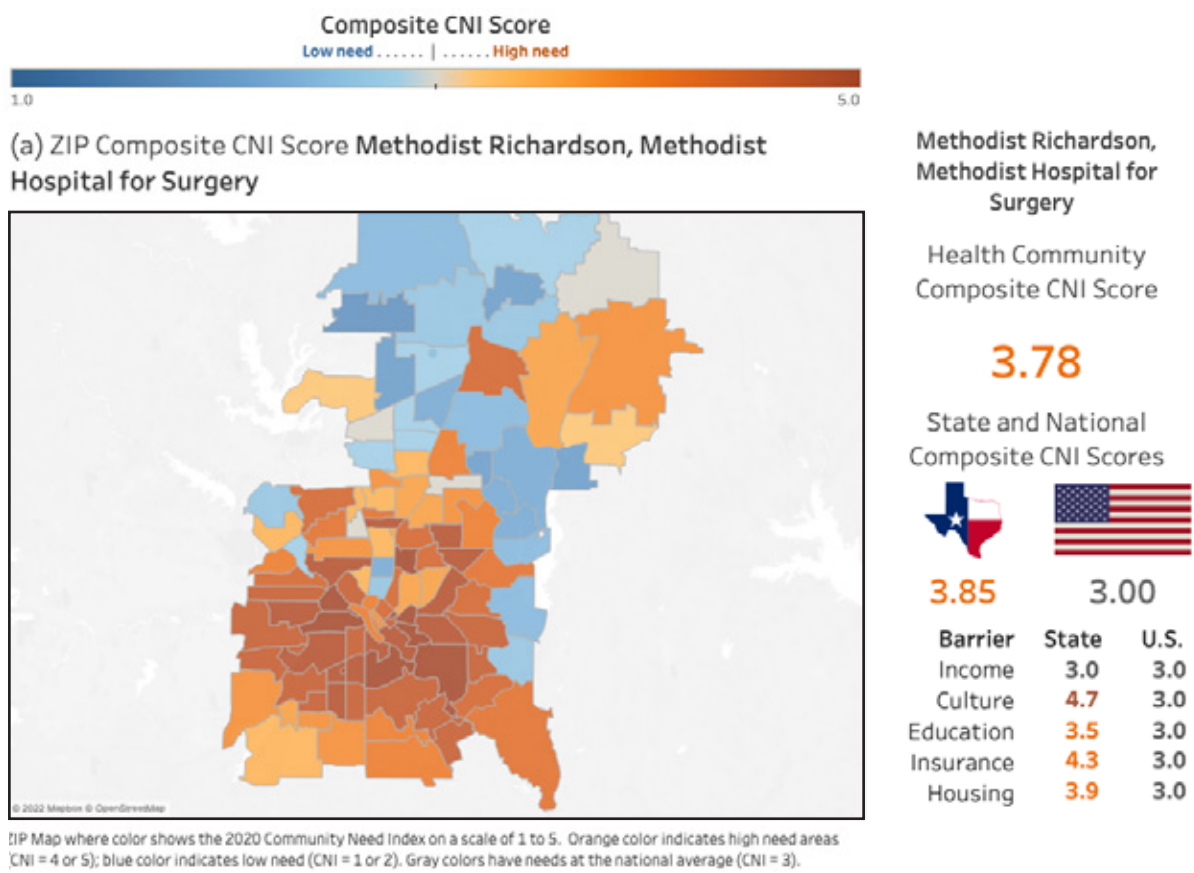 Composite CNI Score
Low need ...... | ...... High need
1.0
5.0
(a) ZIP Composite CNI Score Methodist Richardson, Methodist
Hospital for Surgery
© 2022 Mapbox © OpenStreetMap
ZIP Map where color shows the 2020 Community Need Index on a scale of 1 to 5. Orange color indicates high need areas
(CNI = 4 or 5); blue color indicates low need (CNI = 1 or 2). Gray colors have needs at the national average (CNI = 3).
Methodist Richardson,
Methodist Hospital for
Surgery
Health Community
Composite CNI Score
3.78
State and National
Composite CNI Scores
3.85 3.00
Barrier State U.S.
Income 3.0 3.0
Culture 4.7 3.0
Education 3.5 3.0
Insurance 4.3 3.0
Housing 3.9 3.0